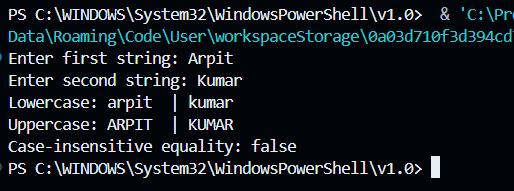 PS C:\WINDOWS\System32\WindowsPowerShell\v1.0>  & 'C:\Pr
Data\Roaming\Code\User\workspaceStorage\0a03d710f3d394cd
Enter first string: Arpit
Enter second string: Kumar
Lowercase: arpit  | kumar
Uppercase: ARPIT  | KUMAR
Case-insensitive equality: false
PS C:\WINDOWS\System32\WindowsPowerShell\v1.0>